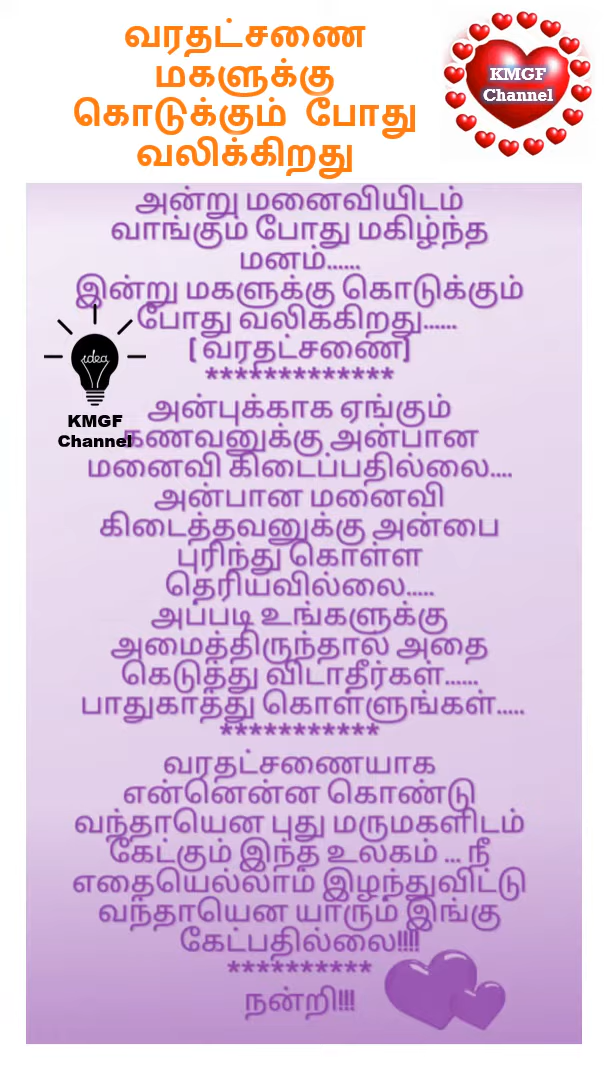 வரதட்சணை
மகளுக்கு
கொடுக்கும் போது
வலிக்கிறது
KMGF
Channel
அன்று மனைவியிடம்
வாங்கும் போது மகிழ்ந்த
மனம்......
இன்று மகளுக்கு கொடுக்கும்
போது வலிக்கிறது......
( வரதட்சணை)
*************
idea
KMGF
Channel
அன்புக்காக ஏங்கும்
கணவனுக்கு அன்பான
மனைவி கிடைப்பதில்லை....
அன்பான மனைவி
கிடைத்தவனுக்கு அன்பை
புரிந்து கொள்ள
தெரியவில்லை.....
அப்படி உங்களுக்கு
அமைத்திருந்தால் அதை
கெடுத்து விடாதீர்கள்......
பாதுகாத்து கொள்ளுங்கள்.....
***********
வரதட்சணையாக
என்னென்ன கொண்டு
வந்தாயென புது மருமகளிடம்
கேட்கும் இந்த உலகம் ... நீ
எதையெல்லாம் இழந்துவிட்டு
வந்தாயென யாரும் இங்கு
கேட்பதில்லை!!!!
**********
நன்றி!!!